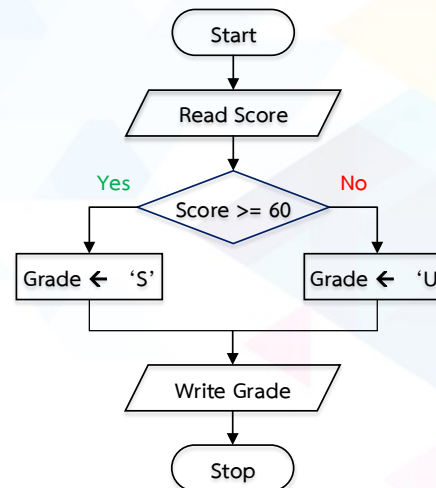 Start
Read Score
Yes
No
Score >= 60
Grade ← ‘S’
Grade ← ‘U
Write Grade
Stop